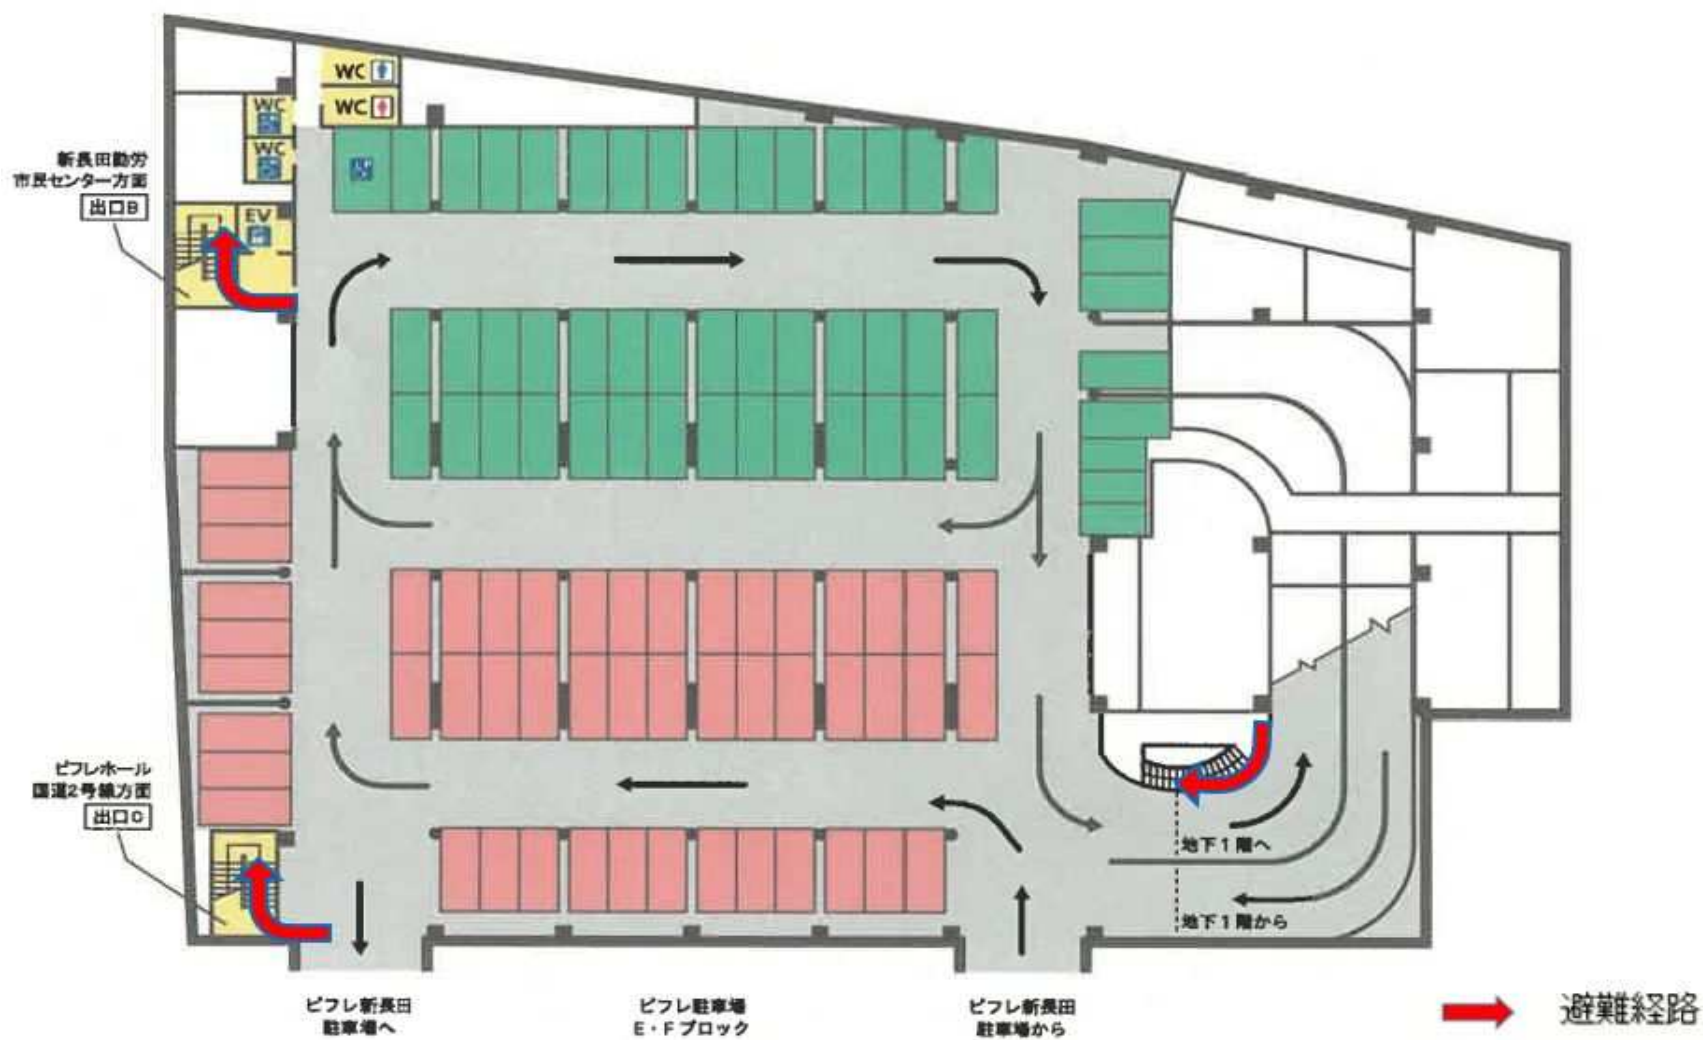 WC
WC
WC
WC
新長田勤労
市民センター方面
出口B
EV
ピフレホール
国道2号線方面
出口C
地下1階へ
地下1階から
ピフレ新長田
駐車場へ
ピフレ駐車場
E・Fブロック
ピフレ新長田
駐車場から
避難経路